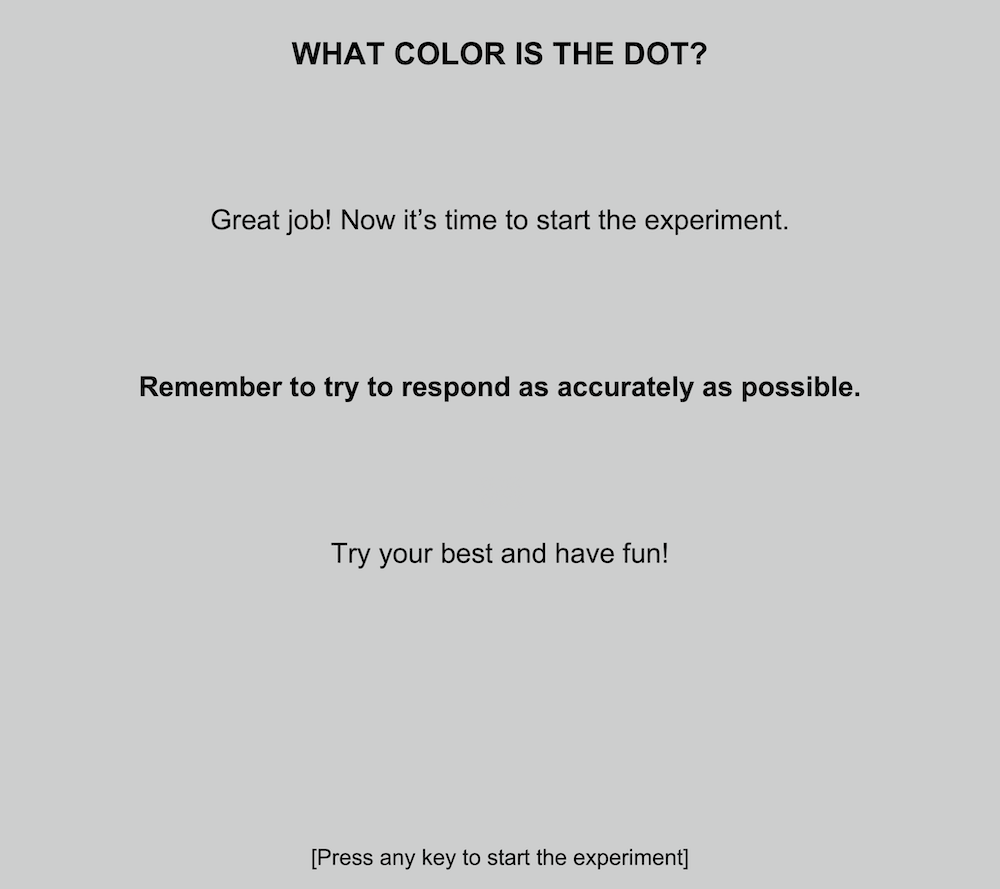 WHAT COLOR IS THE DOT?
Great job! Now it’s time to start the experiment.
Remember to try to respond as accurately as possible.
Try your best and have fun!
[Press any key to start the experiment]